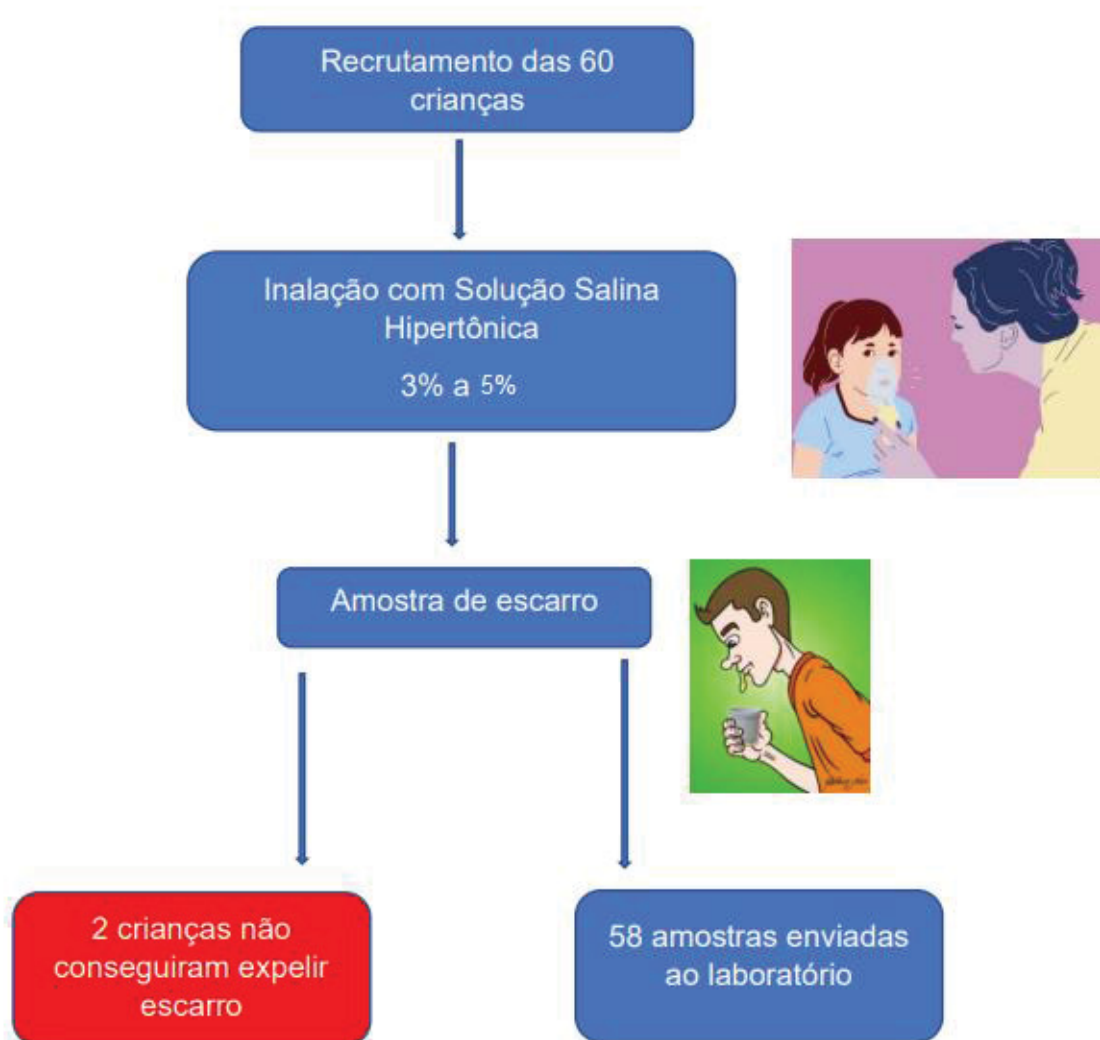 Recrutamento das 60
crianças
Inalação com Solução Salina
Hipertônica
3% a 5%
Amostra de escarro
2 crianças não
conseguiram expelir
escarro
58 amostras enviadas
ao laboratório